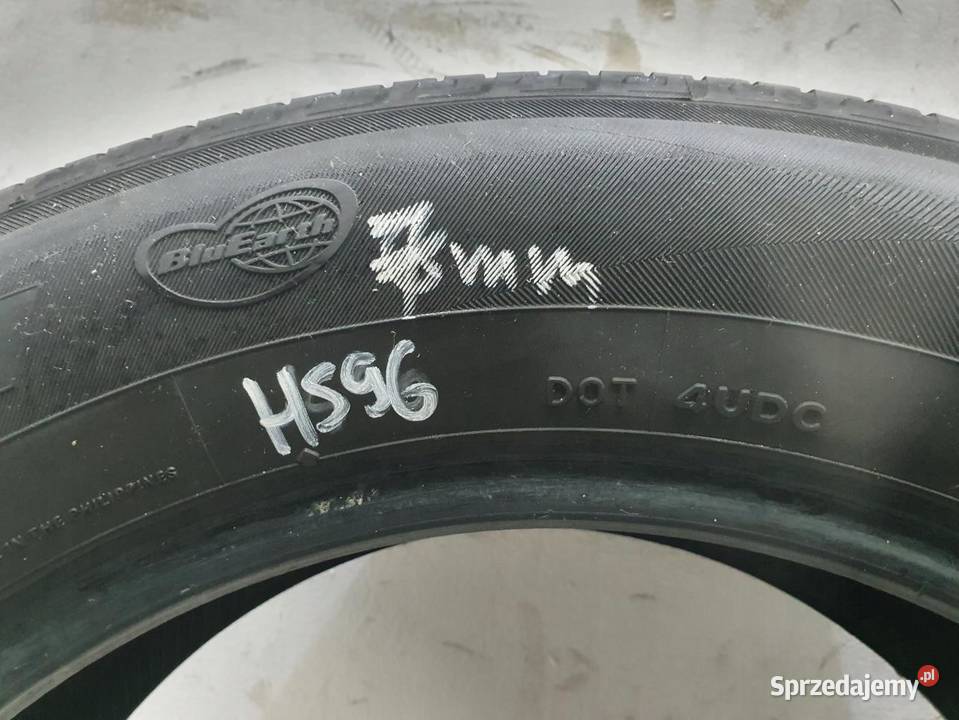 BluEarth
7mm
HS96
DOT 4UDC
IN THE PHILIPPINES
Sprzedajemy.pl